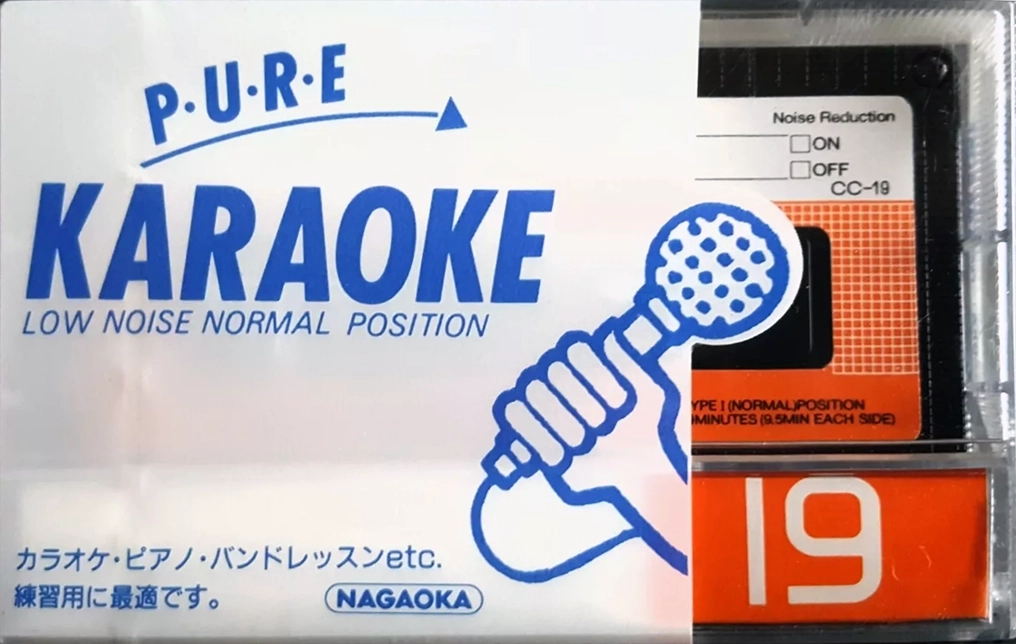 P·U·R·E
KARAOKE
LOW NOISE NORMAL POSITION
カラオケ・ピアノ・バンドレッスンetc.
練習用に最適です。
NAGAOKA
Noise Reduction
ON
OFF
CC-19
(NORMAL)POSITION
(9.5MIN EACH SIDE)
19